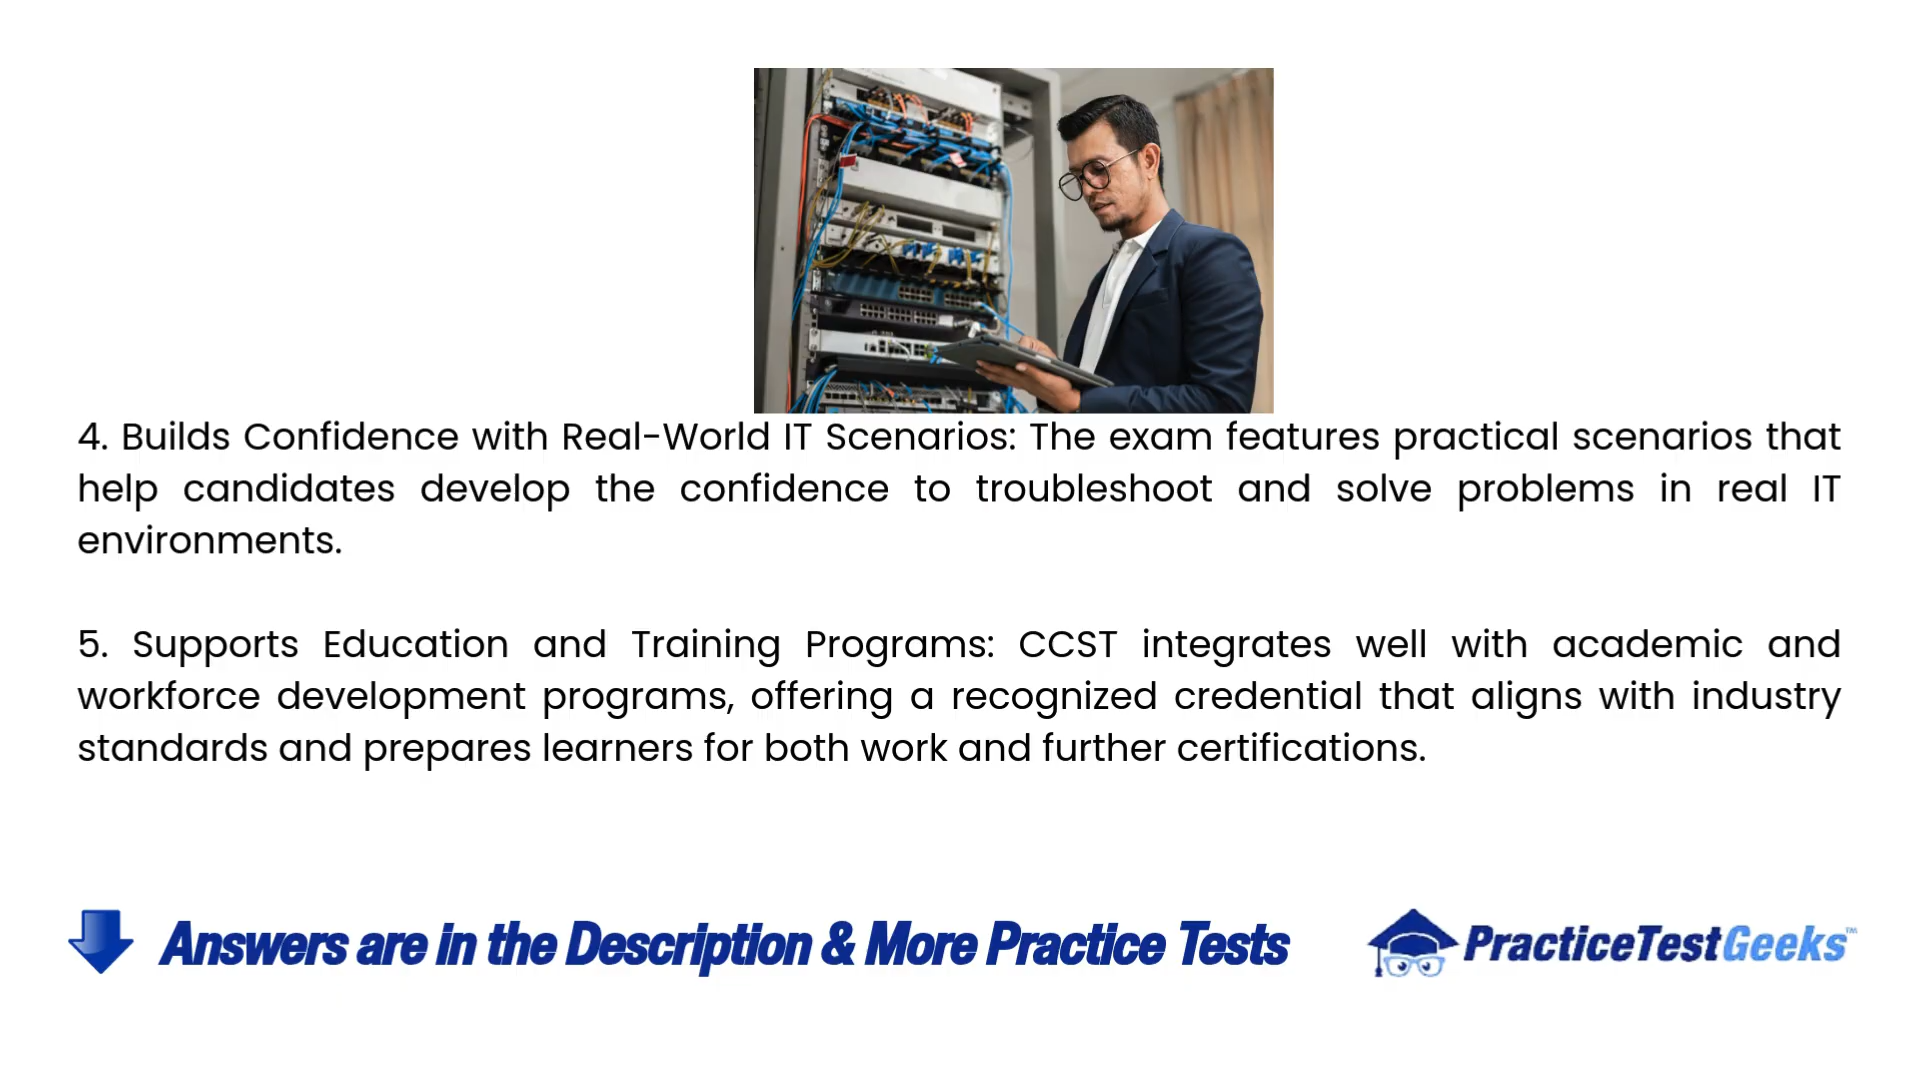 4. Builds Confidence with Real-World IT Scenarios: The exam features practical scenarios that
help candidates develop the confidence to troubleshoot and solve problems in real IT
environments.
5. Supports Education and Training Programs: CCST integrates well with academic and
workforce development programs, offering a recognized credential that aligns with industry
standards and prepares learners for both work and further certifications.
Answers are in the Description & More Practice Tests
PracticeTestGeeks™